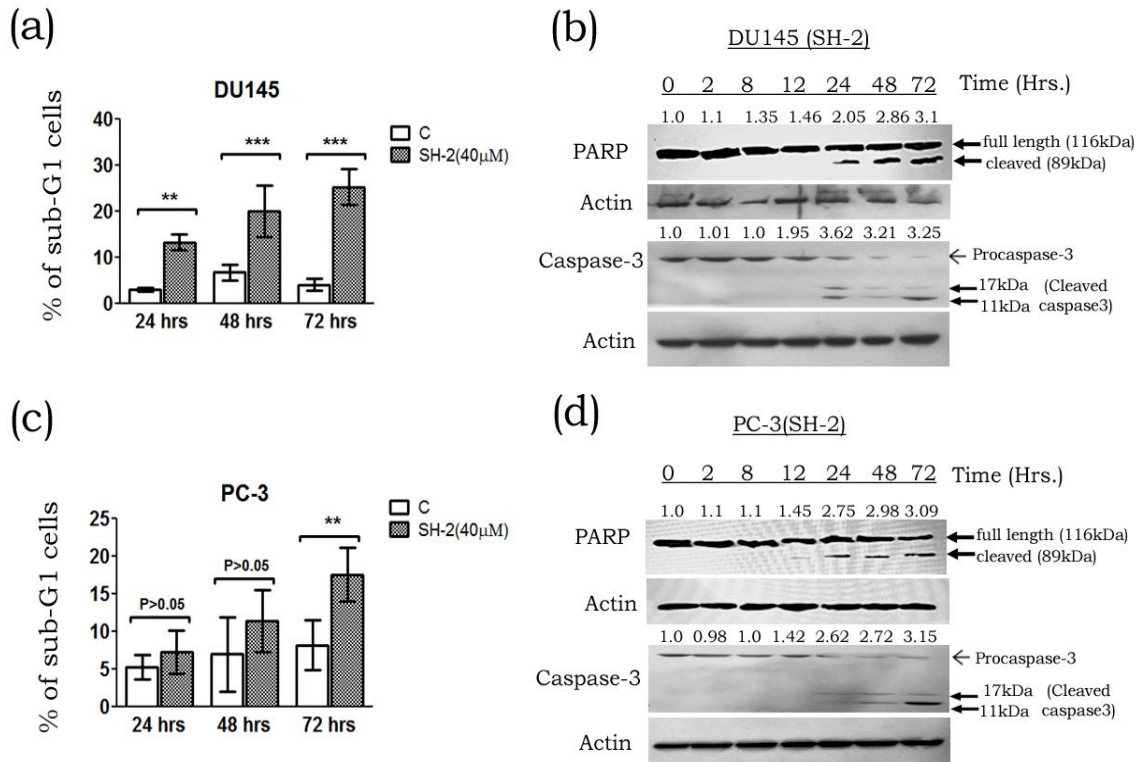 (a)
DU145
% of sub-G1 cells
40
30
20
10
0
**
***
***
24 hrs 48 hrs 72 hrs
C
SH-2(40μM)
(b)
DU145 (SH-2)
0 2 8 12 24 48 72 Time (Hrs.)
1.0 1.1 1.35 1.46 2.05 2.86 3.1
PARP
full length (116kDa)
cleaved (89kDa)
Actin
1.0 1.01 1.0 1.95 3.62 3.21 3.25
Caspase-3
Procaspase-3
17kDa (Cleaved
11kDa caspase3)
Actin
(c)
PC-3
% of sub-G1 cells
25
20
15
10
5
0
P>0.05
P>0.05
**
24 hrs 48 hrs 72 hrs
C
SH-2(40μM)
(d)
PC-3(SH-2)
0 2 8 12 24 48 72 Time (Hrs.)
1.0 1.1 1.1 1.45 2.75 2.98 3.09
PARP
full length (116kDa)
cleaved (89kDa)
Actin
1.0 0.98 1.0 1.42 2.62 2.72 3.15
Caspase-3
Procaspase-3
17kDa (Cleaved
11kDa caspase3)
Actin